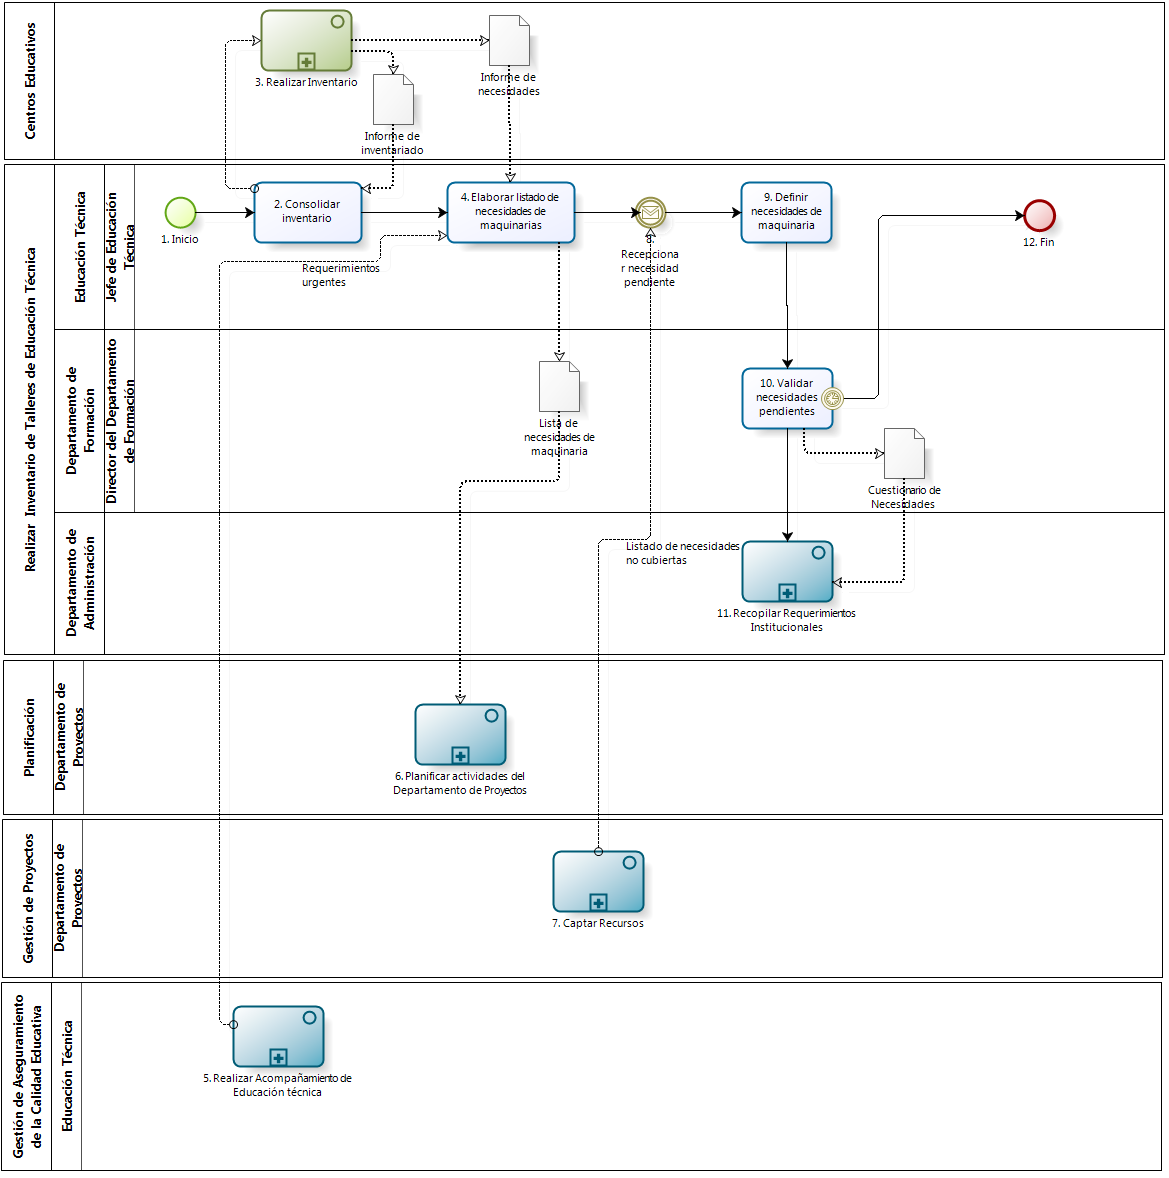 Centros Educativos
3. Realizar Inventario
Informe de
necesidades
Informe de
inventariado
Realizar Inventario de Talleres de Educación Técnica
Educación Técnica
Jefe de Educación
Técnica
1. Inicio
2. Consolidar
inventario
4. Elaborar listado de
necesidades de
maquinarias
8.
Recepciona
r necesidad
pendiente
9. Definir
necesidades de
maquinaria
12. Fin
Requerimientos
urgentes
Departamento de
Formación
Director del Departamento
de Formación
Lista de
necesidades de
maquinaria
10. Validar
necesidades
pendientes
Cuestionario de
Necesidades
Departamento de
Administración
Listado de necesidades
no cubiertas
11. Recopilar Requerimientos
Institucionales
Planificación
Departamento de
Proyectos
6. Planificar actividades del
Departamento de Proyectos
Gestión de Proyectos
Departamento de
Proyectos
7. Captar Recursos
Gestión de Aseguramiento
de la Calidad Educativa
Educación Técnica
5. Realizar Acompañamiento de
Educación técnica